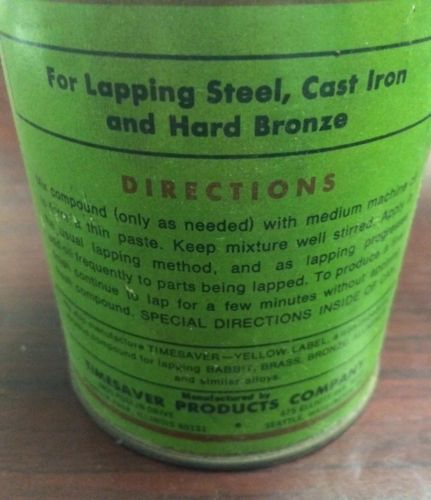 For Lapping Steel, Cast Iron
and Hard Bronze
DIRECTIONS
compound (only as needed) with medium machine
a thin paste. Keep mixture well stirred. Apply
usual lapping method, and as lapping
frequently to parts being lapped. To produce
continue to lap for a few minutes without
compound. SPECIAL DIRECTIONS INSIDE OF
manufacture TIMESAVER—YELLOW LABEL, a
compound for lapping BABBIT, BRASS, BRONZE,
and similar alloys.
Manufactured by
TIMESAVER PRODUCTS COMPANY
ILLINOIS
SEATTLE,